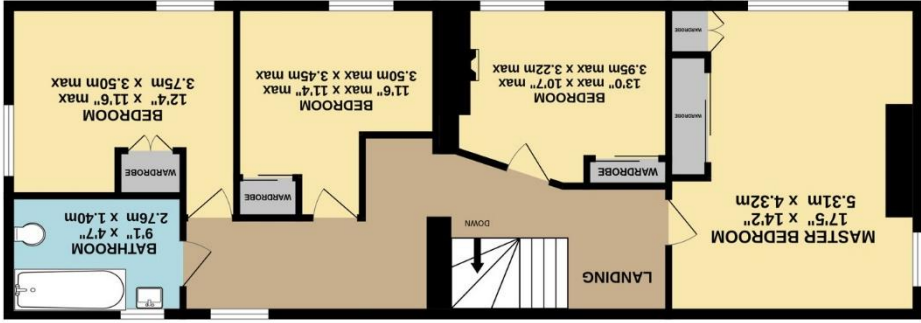 LANDING
DOWN
BATHROOM
9'1" x 4'7"
2.76m x 1.40m
MASTER BEDROOM
17'5" x 14'2"
5.31m x 4.32m
WARDROBE
WARDROBE
WARDROBE
BEDROOM
13'0" max x 10'7" max
3.95m max x 3.22m max
WARDROBE
BEDROOM
11'6" max x 11'4" max
3.50m max x 3.45m max
WARDROBE
BEDROOM
12'4" x 11'6" max
3.75m x 3.50m max